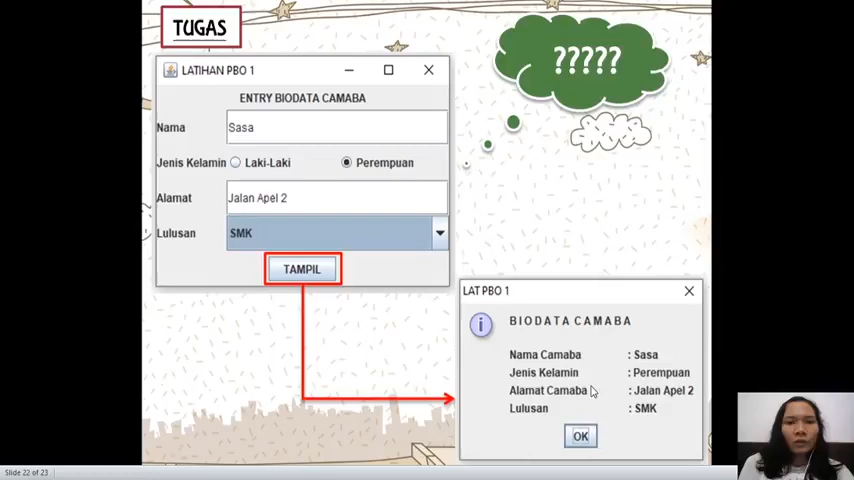 TUGAS
?????
LATIHAN PBO 1
ENTRY BIODATA CAMABA
Nama Sasa
Jenis Kelamin Laki-Laki Perempuan
Alamat Jalan Apel 2
Lulusan SMK
TAMPIL
LAT PBO 1
BIODATA CAMABA
Nama Camaba : Sasa
Jenis Kelamin : Perempuan
Alamat Camaba : Jalan Apel 2
Lulusan : SMK
OK
Slide 22 of 23